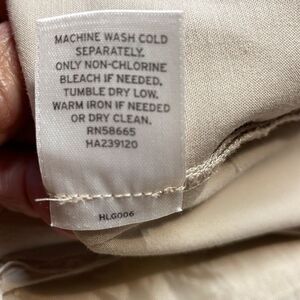 MACHINE WASH COLD
SEPARATELY.
ONLY NON-CHLORINE
BLEACH IF NEEDED.
TUMBLE DRY LOW.
WARM IRON IF NEEDED
OR DRY CLEAN.
RN58665
HA239120
HLG006